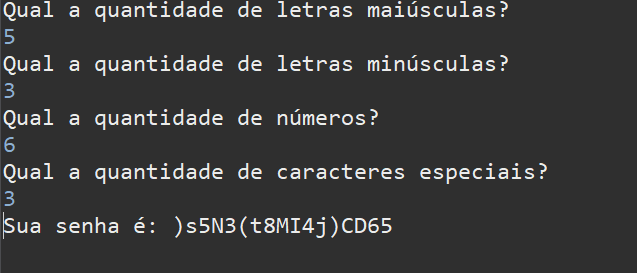 Qual a quantidade de letras maiúsculas?
5
Qual a quantidade de letras minúsculas?
3
Qual a quantidade de números?
6
Qual a quantidade de caracteres especiais?
3
Sua senha é: )s5N3(t8MI4j)CD65